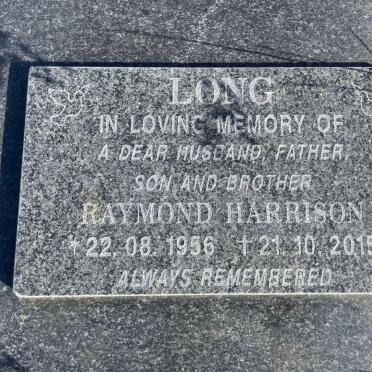 LONG
IN LOVING MEMORY OF
A DEAR HUSBAND, FATHER,
SON AND BROTHER
RAYMOND HARRISON
* 22. 08. 1956 † 21. 10. 2015
ALWAYS REMEMBERED